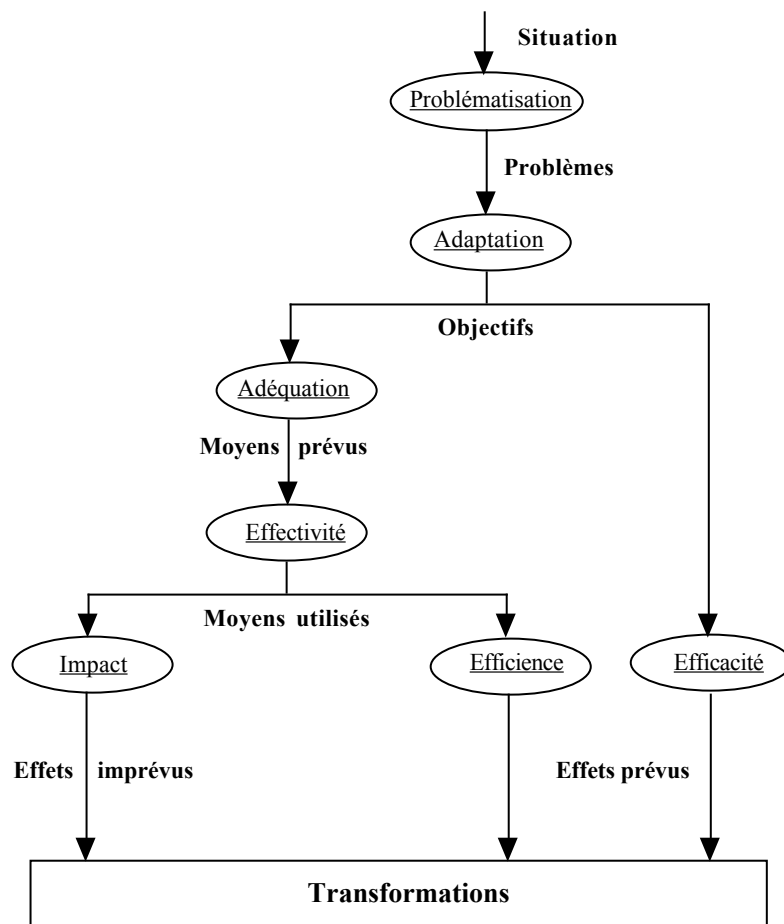 Situation
Problématisation
Problèmes
Adaptation
Objectifs
Adéquation
Moyens prévus
Effectivité
Moyens utilisés
Impact
Efficience
Efficacité
Effets imprévus
Effets prévus
Transformations